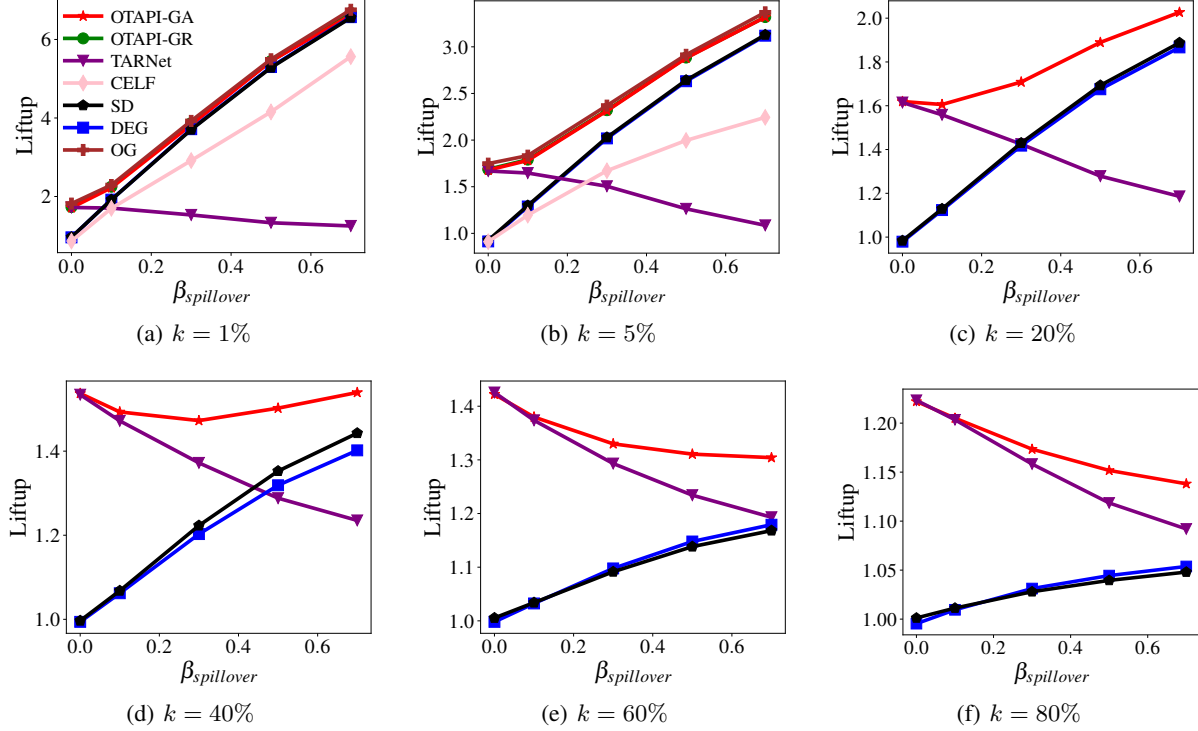 6
4
2
Liftup
OTAPI-GA
OTAPI-GR
TARNet
CELF
SD
DEG
OG
0.0 0.2 0.4 0.6
βspillover
(a) k = 1%
3.0
2.5
2.0
1.5
1.0
Liftup
0.0 0.2 0.4 0.6
βspillover
(b) k = 5%
2.0
1.8
1.6
1.4
1.2
1.0
Liftup
0.0 0.2 0.4 0.6
βspillover
(c) k = 20%
1.4
1.2
1.0
Liftup
0.0 0.2 0.4 0.6
βspillover
(d) k = 40%
1.4
1.3
1.2
1.1
1.0
Liftup
0.0 0.2 0.4 0.6
βspillover
(e) k = 60%
1.20
1.15
1.10
1.05
1.00
Liftup
0.0 0.2 0.4 0.6
βspillover
(f) k = 80%